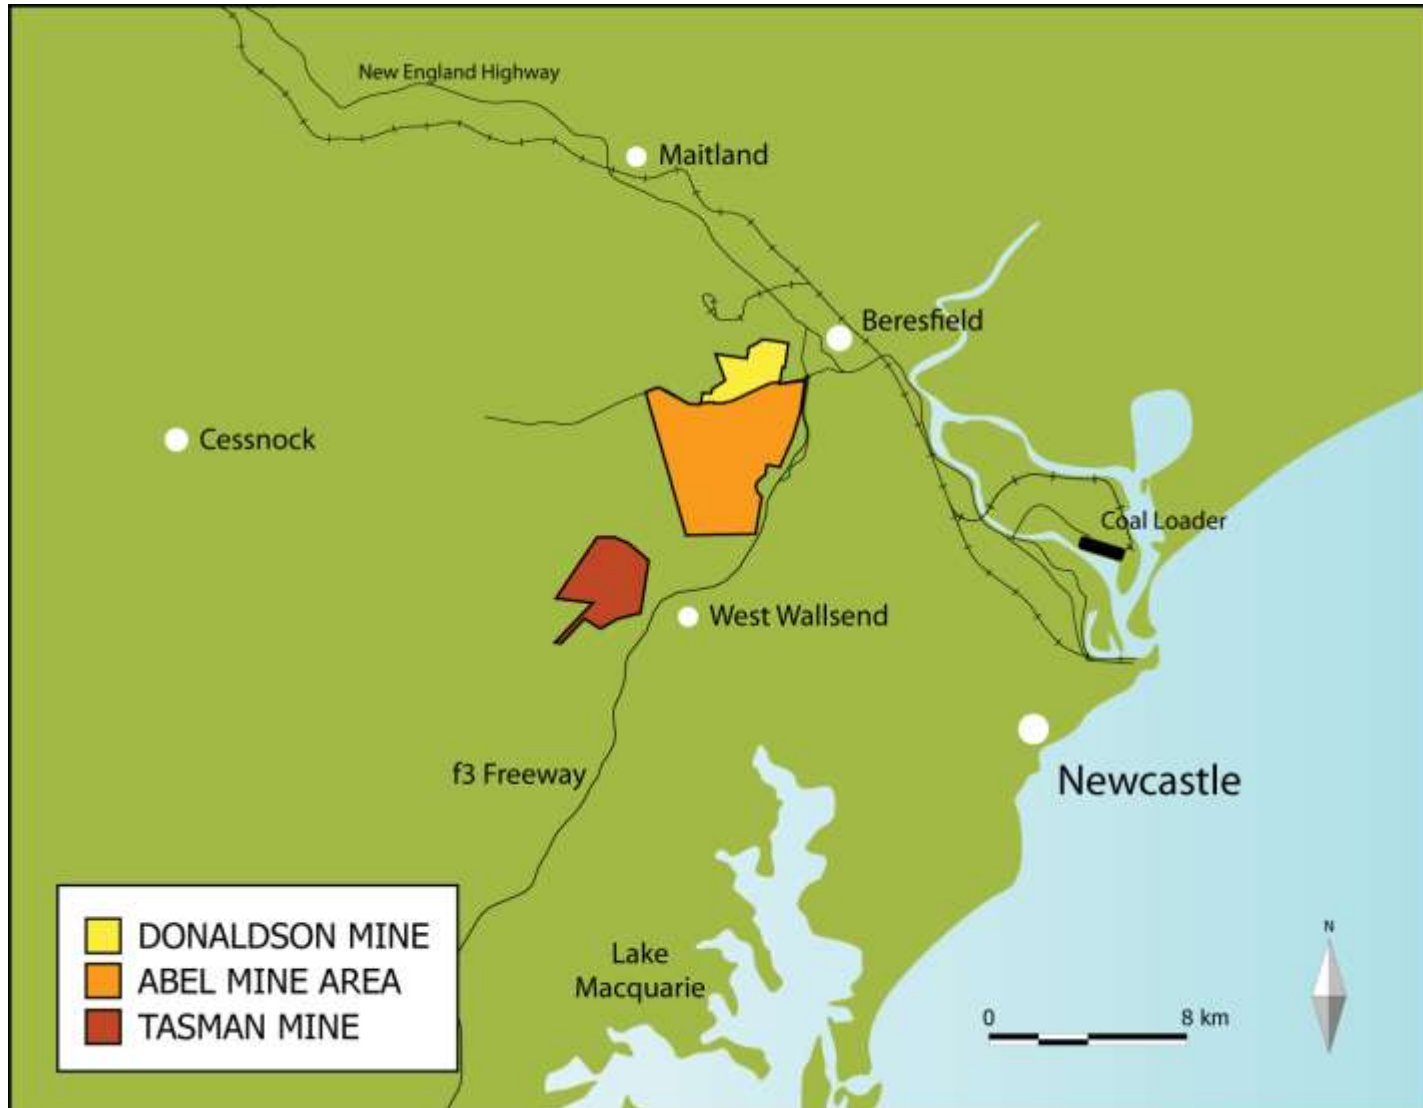 New England Highway
Maitland
Beresfield
Cessnock
Coal Loader
West Wallsend
f3 Freeway
Newcastle
DONALDSON MINE
ABEL MINE AREA
TASMAN MINE
Lake
Macquarie
N
0 8 km